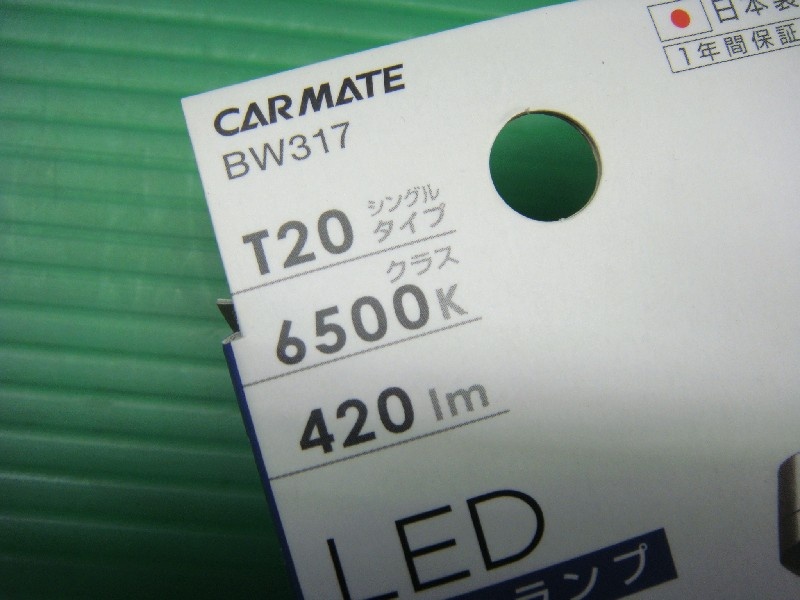 日本製
1年間保証
CARMATE
BW317
T20 シングル
タイプ
クラス
6500K
420 lm
LED
ランプ